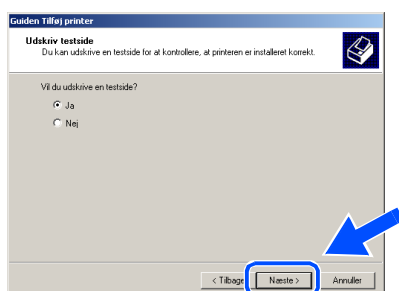 Guiden Tilføj printer
Udskriv testside
Du kan udskrive en testside for at kontrollere, at printeren er installeret korrekt.
Vil du udskrive en testside?
Ja
Nej
< Tilbage
Næste >
Annuller